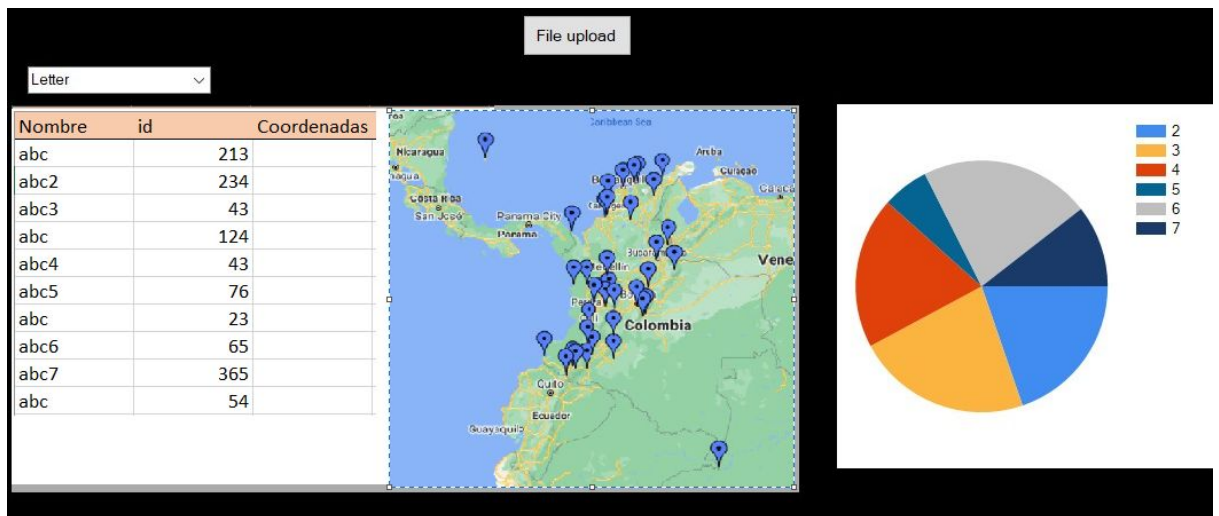 File upload
Letter
Nombre id Coordenadas
abc 213
abc2 234
abc3 43
abc 124
abc4 43
abc5 76
abc 23
abc6 65
abc7 365
abc 54
Caribbean Sea
Nicaragua
Aruba
Curaçao
Costa Rica
San José
Panama City
Panama
Vene
Colombia
Quito
Ecuador
Guayaquil
2
3
4
5
6
7